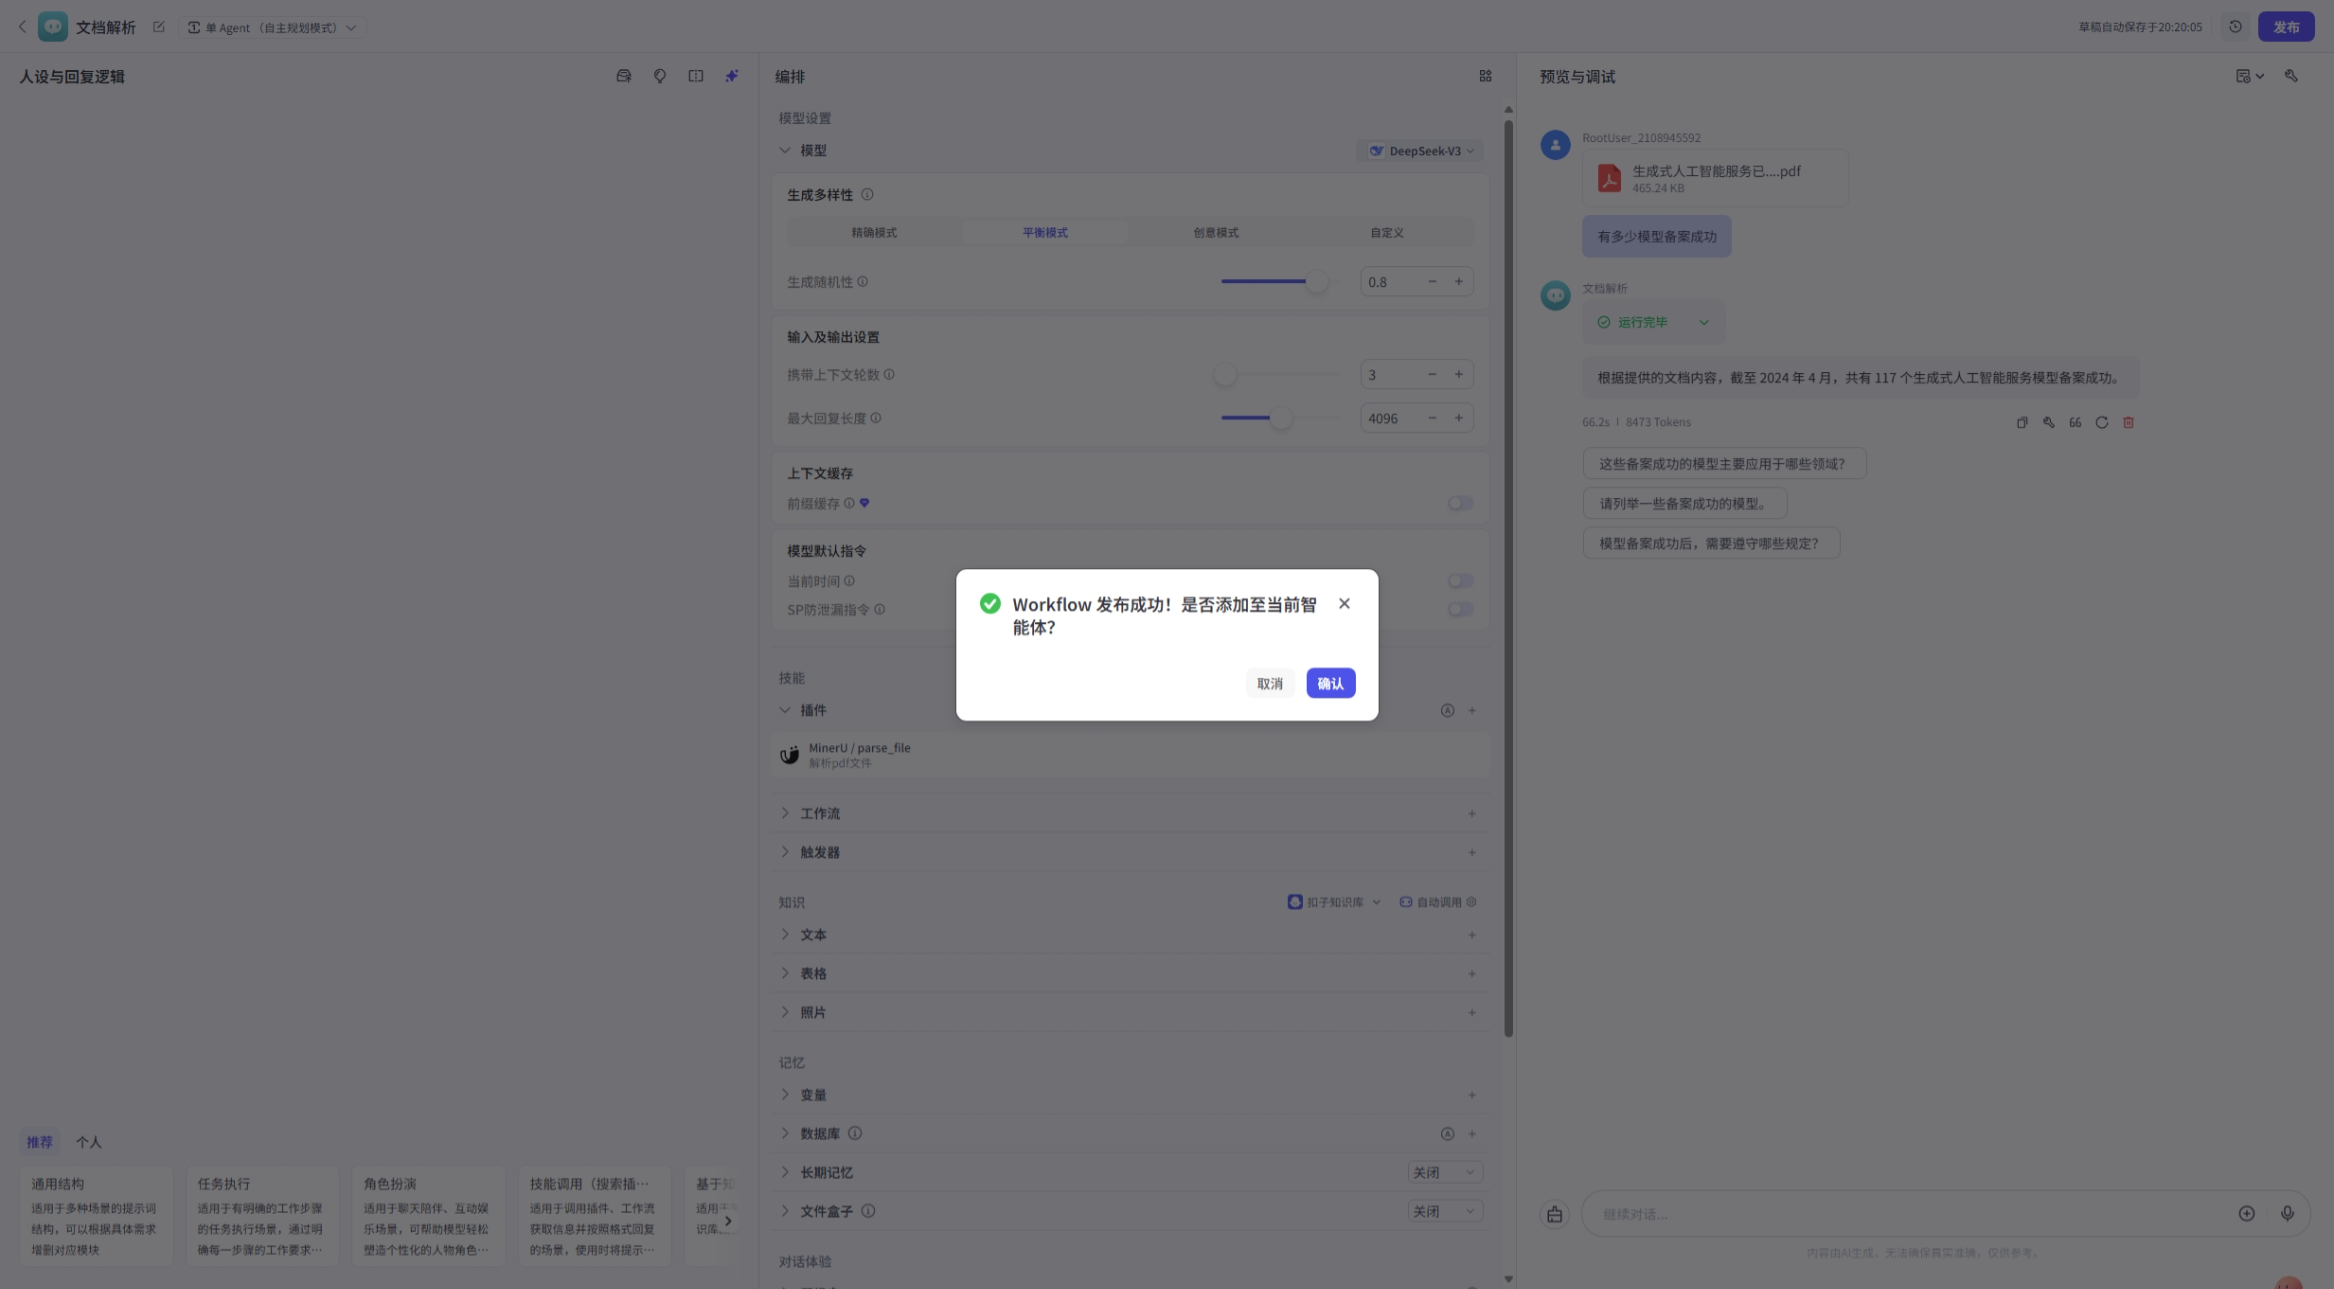 文档解析
单 Agent （自主规划模式）
草稿自动保存于20:20:05
发布
人设与回复逻辑
编排
预览与调试
模型设置
模型
DeepSeek-V3
生成多样性
精确模式
平衡模式
创意模式
自定义
生成随机性
0.8
输入及输出设置
携带上下文轮数
3
最大回复长度
4096
上下文缓存
前缀缓存
模型默认指令
当前时间
SP防泄漏指令
Workflow 发布成功！是否添加至当前智
能体？
取消
确认
技能
插件
MinerU / parse_file
解析pdf文件
工作流
触发器
知识
扣子知识库
自动调用
文本
表格
照片
记忆
变量
数据库
长期记忆
关闭
文件盒子
关闭
对话体验
RootUser_2108945592
生成式人工智能服务已....pdf
465.24 KB
有多少模型备案成功
文档解析
运行完毕
根据提供的文档内容，截至 2024 年 4 月，共有 117 个生成式人工智能服务模型备案成功。
66.2s | 8473 Tokens
这些备案成功的模型主要应用于哪些领域？
请列举一些备案成功的模型。
模型备案成功后，需要遵守哪些规定？
继续对话...
内容由AI生成，无法确保真实准确，仅供参考。
推荐
个人
通用结构
适用于多种场景的提示词
结构，可以根据具体需求
增删对应模块
任务执行
适用于有明确的工作步骤
的任务执行场景，通过明
确每一步骤的工作要求…
角色扮演
适用于聊天陪伴、互动娱
乐场景，可帮助模型轻松
塑造个性化的人物角色…
技能调用（搜索插…
适用于调用插件、工作流
获取信息并按照格式回复
的场景，使用时将提示…
基于知
适用于
识库